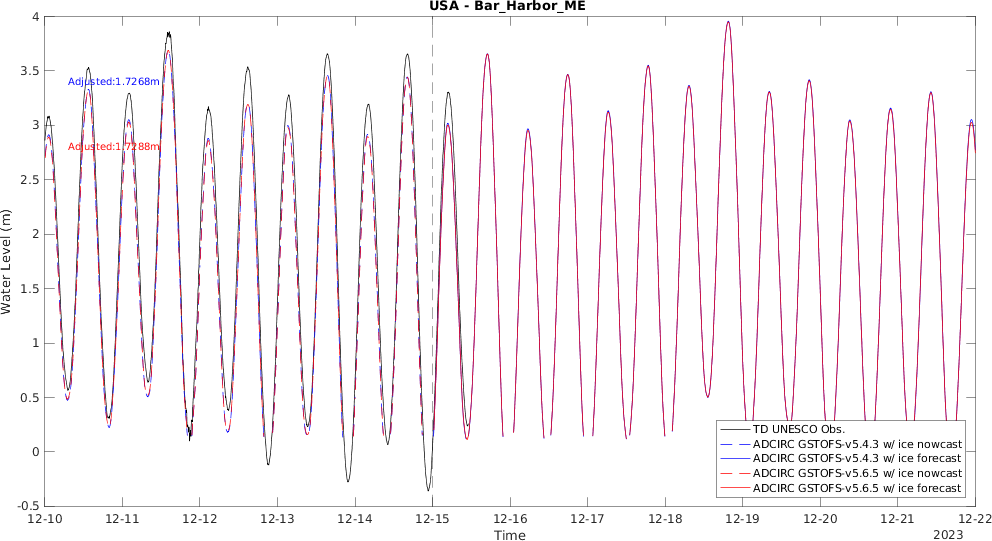 USA - Bar_Harbor_ME
Water Level (m)
4
3.5
3
2.5
2
1.5
1
0.5
0
-0.5
Adjusted:1.7268m
Adjusted:1.7288m
TD UNESCO Obs.
ADCIRC GSTOFS-v5.4.3 w/ ice nowcast
ADCIRC GSTOFS-v5.4.3 w/ ice forecast
ADCIRC GSTOFS-v5.6.5 w/ ice nowcast
ADCIRC GSTOFS-v5.6.5 w/ ice forecast
12-10 12-11 12-12 12-13 12-14 12-15 12-16 12-17 12-18 12-19 12-20 12-21 12-22
Time
2023